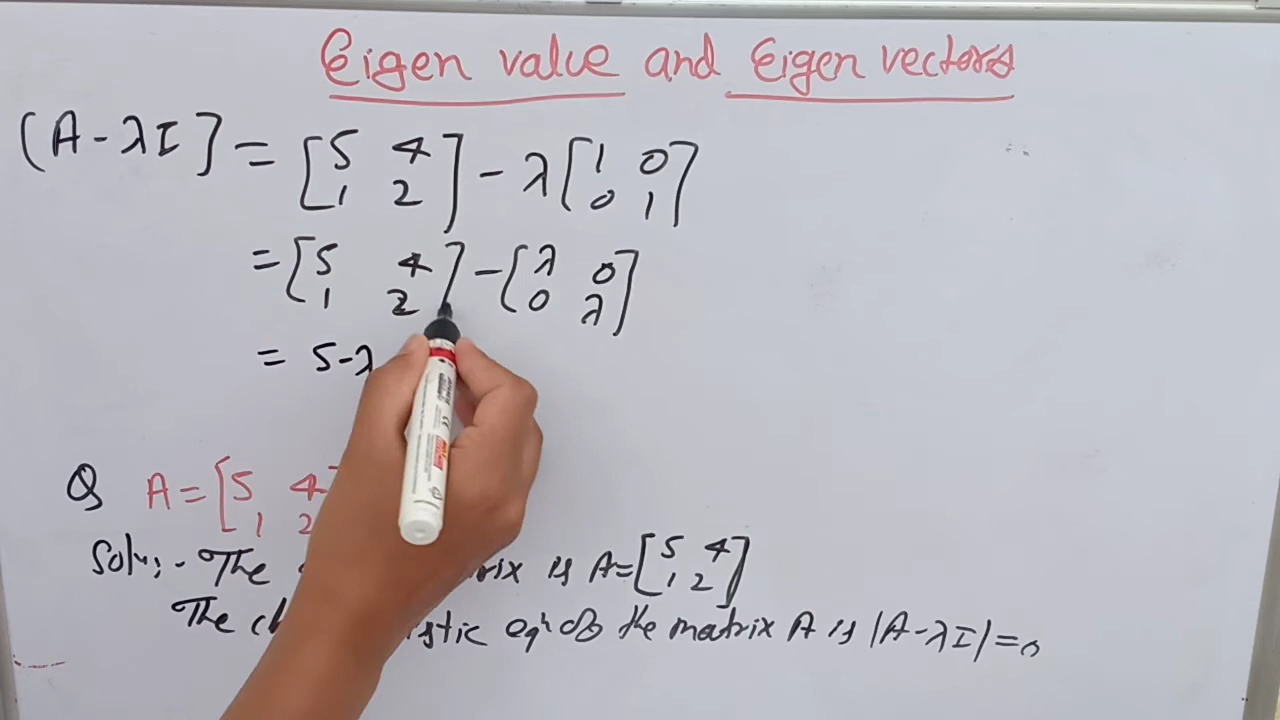 Eigen value and Eigen vectors
[A - λI] = [5 4 1 2] - λ[1 0 0 1]
= [5 4 1 2] - [λ 0 0 λ]
= 5-λ
Q A = [5 4 1 2
Soln:- The is A = [5 4 1 2]
The eqn of the matrix A is |A-λI| = 0